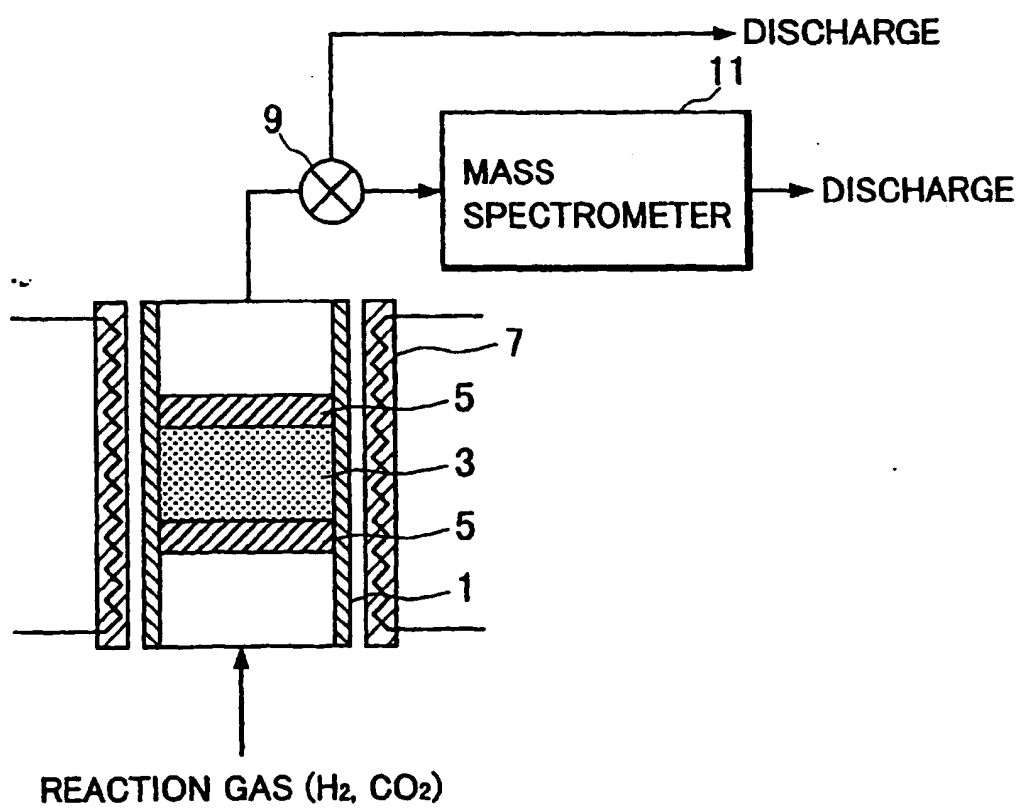 DISCHARGE
11
9
MASS
SPECTROMETER
DISCHARGE
7
5
3
5
1
REACTION GAS (H₂, CO₂)